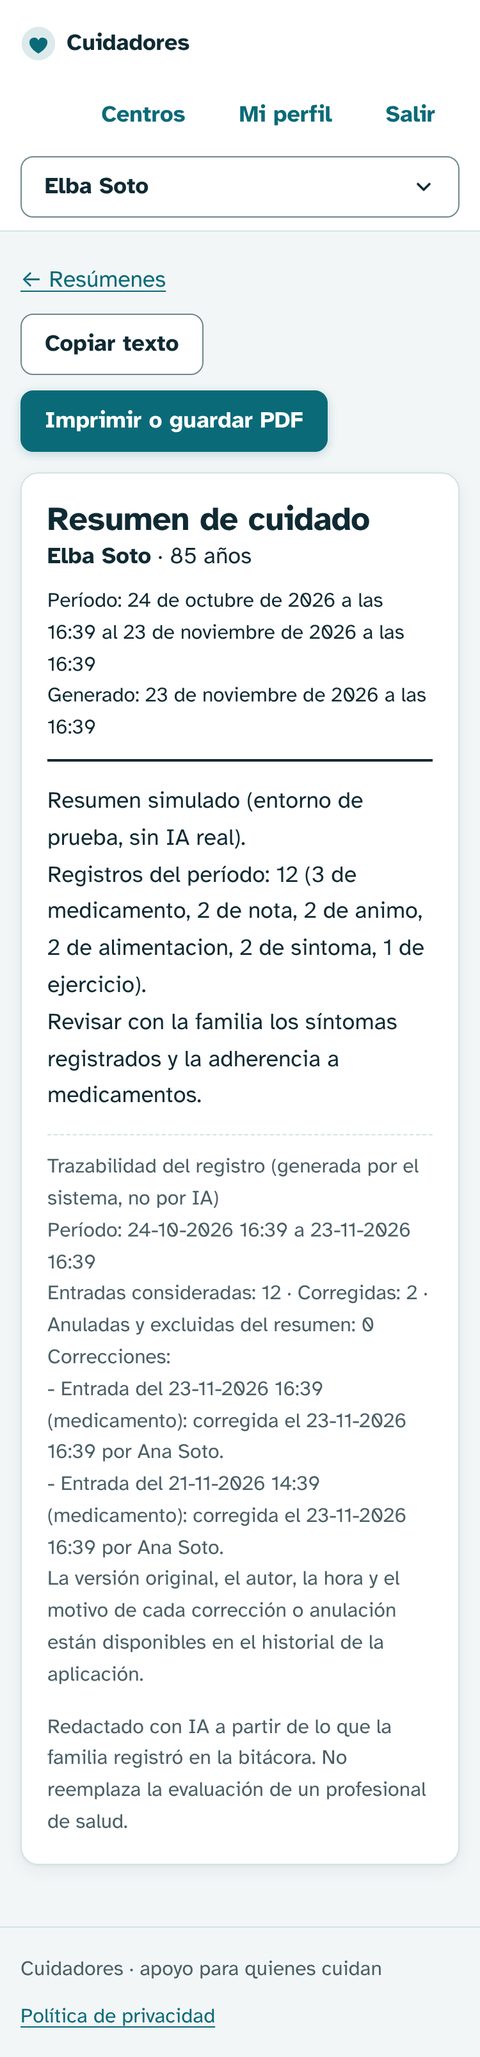 Cuidadores
Centros Mi perfil Salir
Elba Soto
← Resúmenes
Copiar texto
Imprimir o guardar PDF
Resumen de cuidado
Elba Soto · 85 años
Período: 24 de octubre de 2026 a las
16:39 al 23 de noviembre de 2026 a las
16:39
Generado: 23 de noviembre de 2026 a las
16:39
Resumen simulado (entorno de
prueba, sin IA real).
Registros del período: 12 (3 de
medicamento, 2 de nota, 2 de animo,
2 de alimentacion, 2 de sintoma, 1 de
ejercicio).
Revisar con la familia los síntomas
registrados y la adherencia a
medicamentos.
Trazabilidad del registro (generada por el
sistema, no por IA)
Período: 24-10-2026 16:39 a 23-11-2026
16:39
Entradas consideradas: 12 · Corregidas: 2 ·
Anuladas y excluidas del resumen: 0
Correcciones:
- Entrada del 23-11-2026 16:39
(medicamento): corregida el 23-11-2026
16:39 por Ana Soto.
- Entrada del 21-11-2026 14:39
(medicamento): corregida el 23-11-2026
16:39 por Ana Soto.
La versión original, el autor, la hora y el
motivo de cada corrección o anulación
están disponibles en el historial de la
aplicación.
Redactado con IA a partir de lo que la
familia registró en la bitácora. No
reemplaza la evaluación de un profesional
de salud.
Cuidadores · apoyo para quienes cuidan
Política de privacidad